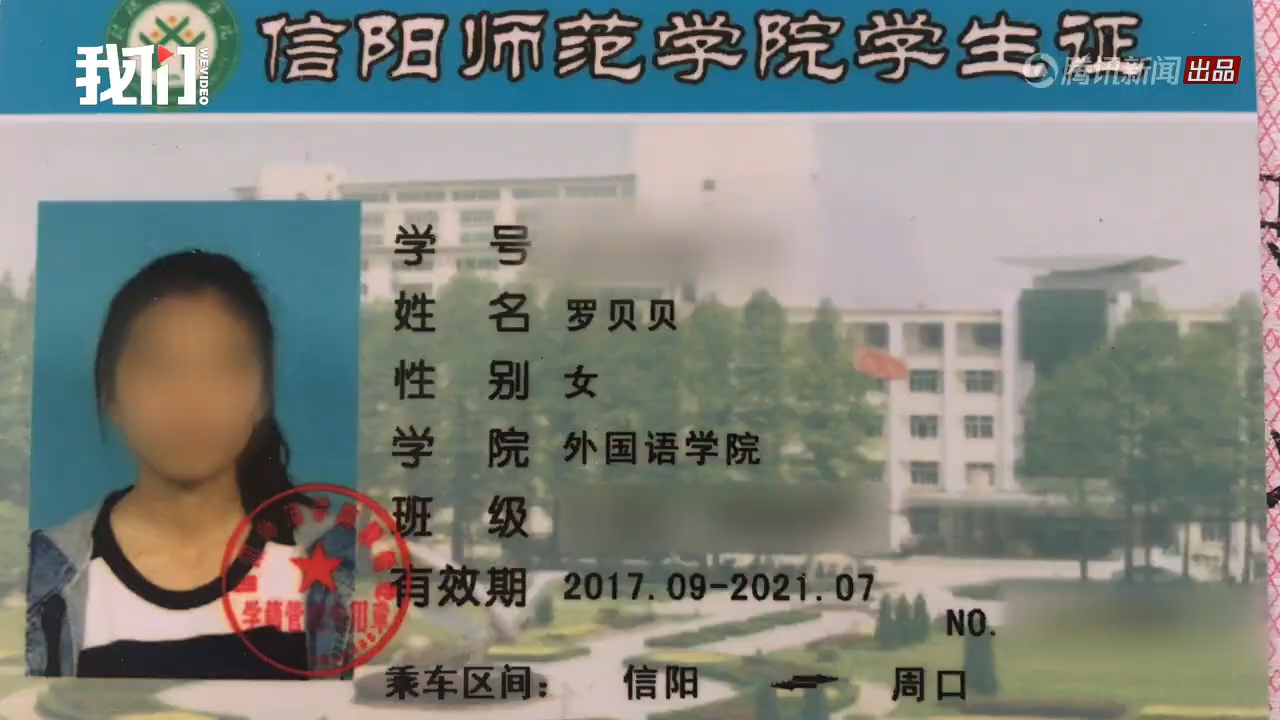 信阳师范学院学生证
我们
WEVIDEO
腾讯新闻 出品
学 号
姓 名 罗贝贝
性 别 女
学 院 外国语学院
班 级
有效期 2017.09-2021.07
NO.
乘车区间： 信阳 周口